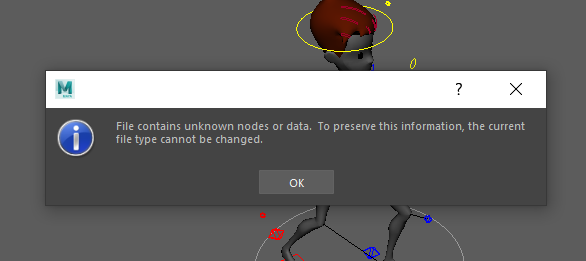 M
?
File contains unknown nodes or data.  To preserve this information, the current
file type cannot be changed.
OK